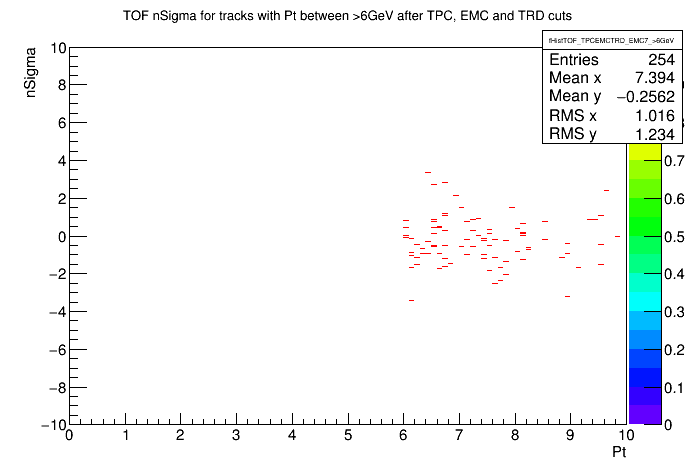 TOF nSigma for tracks with Pt between >6GeV after TPC, EMC and TRD cuts
fHistTOF_TPCEMCTRD_EMC7_>6GeV
Entries 254
Mean x 7.394
Mean y −0.2562
RMS x 1.016
RMS y 1.234
nSigma
10
8
6
4
2
0
−2
−4
−6
−8
−10
0 1 2 3 4 5 6 7 8 9 10
Pt
0.7
0.6
0.5
0.4
0.3
0.2
0.1
0